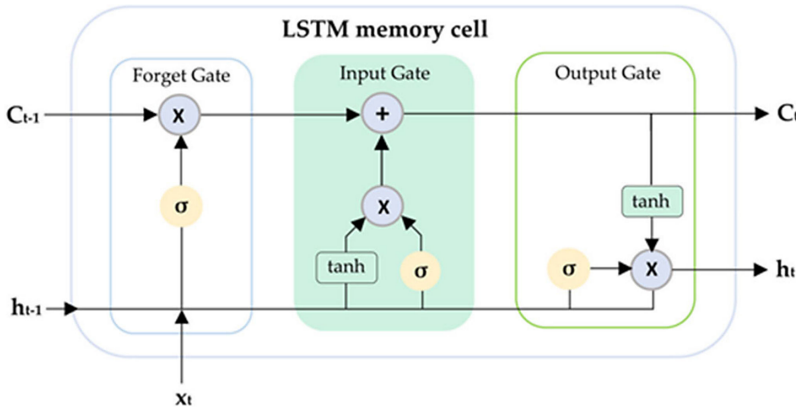 LSTM memory cell
Forget Gate
Input Gate
Output Gate
Ct-1
X
+
Ct
σ
X
tanh
tanh
σ
σ
X
ht
ht-1
xt